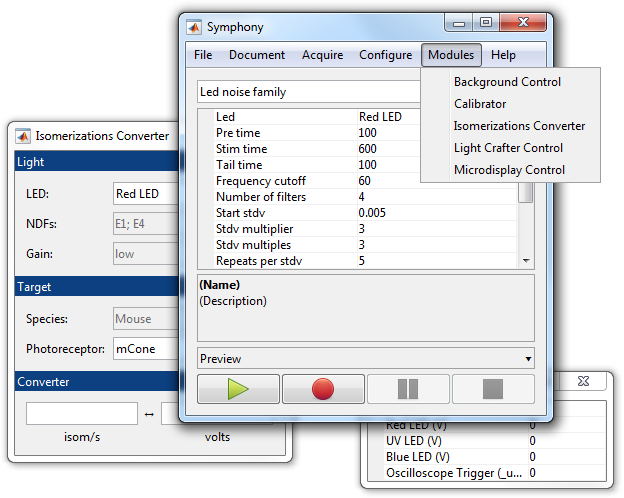 Symphony
File Document Acquire Configure Modules Help
Background Control
Calibrator
Isomerizations Converter
Light Crafter Control
Microdisplay Control
Led noise family
Led Red LED
Pre time 100
Stim time 600
Tail time 100
Frequency cutoff 60
Number of filters 4
Start stdv 0.005
Stdv multiplier 3
Stdv multiples 3
Repeats per stdv 5
(Name)
(Description)
Preview
Isomerizations Converter
Light
LED: Red LED
NDFs: E1; E4
Gain: low
Target
Species: Mouse
Photoreceptor: mCone
Converter
↔
isom/s volts
Red LED (V) 0
UV LED (V) 0
Blue LED (V) 0
Oscilloscope Trigger (_u... 0